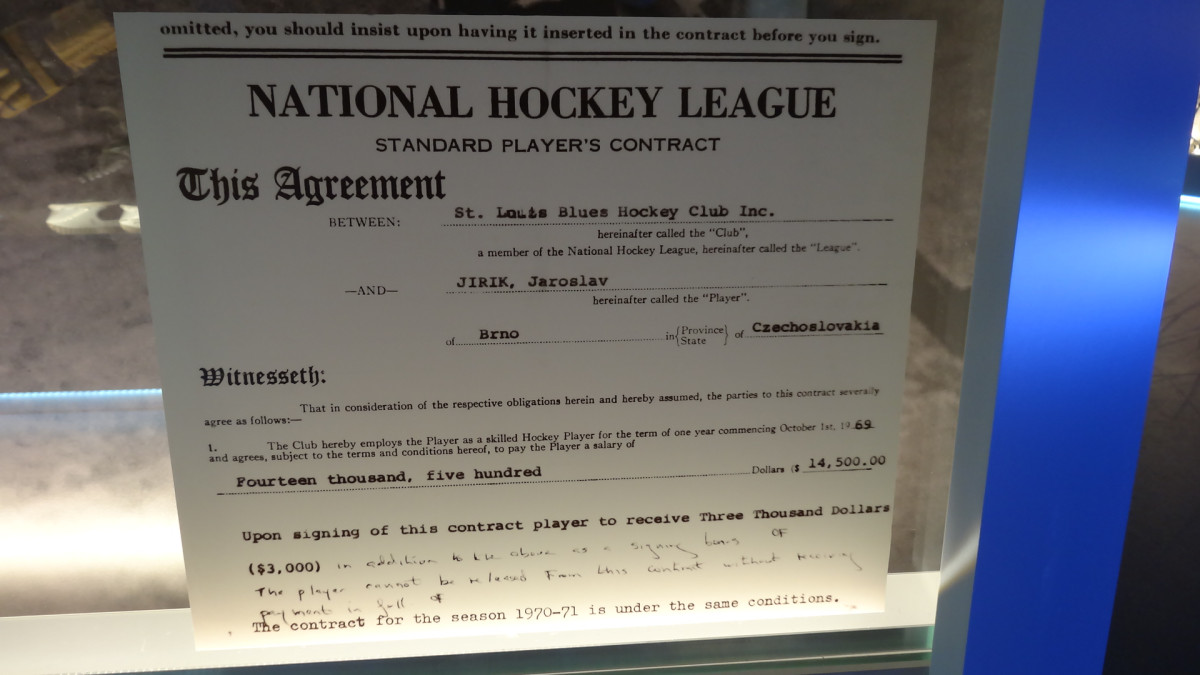 omitted, you should insist upon having it inserted in the contract before you sign.
NATIONAL HOCKEY LEAGUE
STANDARD PLAYER'S CONTRACT
This Agreement
BETWEEN: St. Louis Blues Hockey Club Inc.
hereinafter called the "Club",
a member of the National Hockey League, hereinafter called the "League".
—AND— JIRIK, Jaroslav
hereinafter called the "Player".
of Brno in {Province State} of Czechoslovakia
Witnesseth:
That in consideration of the respective obligations herein and hereby assumed, the parties to this contract severally
agree as follows:—
1. The Club hereby employs the Player as a skilled Hockey Player for the term of one year commencing October 1st, 1969
and agrees, subject to the terms and conditions hereof, to pay the Player a salary of
Fourteen thousand, five hundred Dollars ($ 14,500.00
Upon signing of this contract player to receive Three Thousand Dollars
($3,000) in addition to the above as a signing bonus OF
The player cannot be released From this contract without receiving
payment in full of
The contract for the season 1970-71 is under the same conditions.